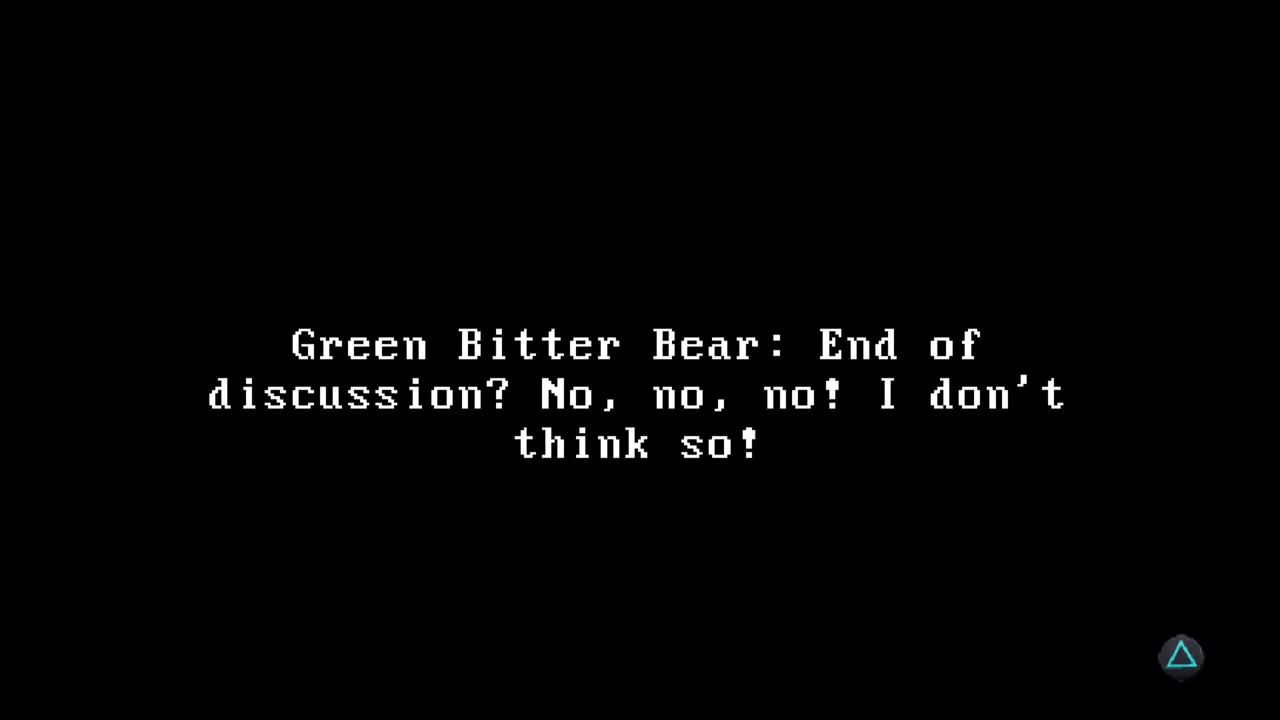 Green Bitter Bear: End of
discussion? No, no, no! I don't
think so!